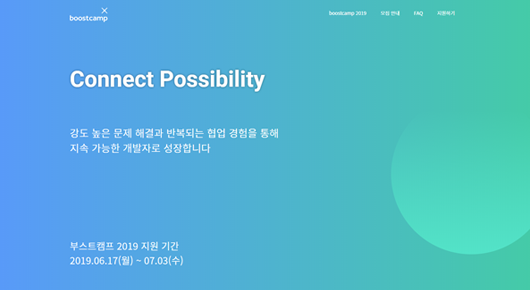 boostcamp
boostcamp 2019 모집 안내 FAQ 지원하기
Connect Possibility
강도 높은 문제 해결과 반복되는 협업 경험을 통해
지속 가능한 개발자로 성장합니다
부스트캠프 2019 지원 기간
2019.06.17(월) ~ 07.03(수)